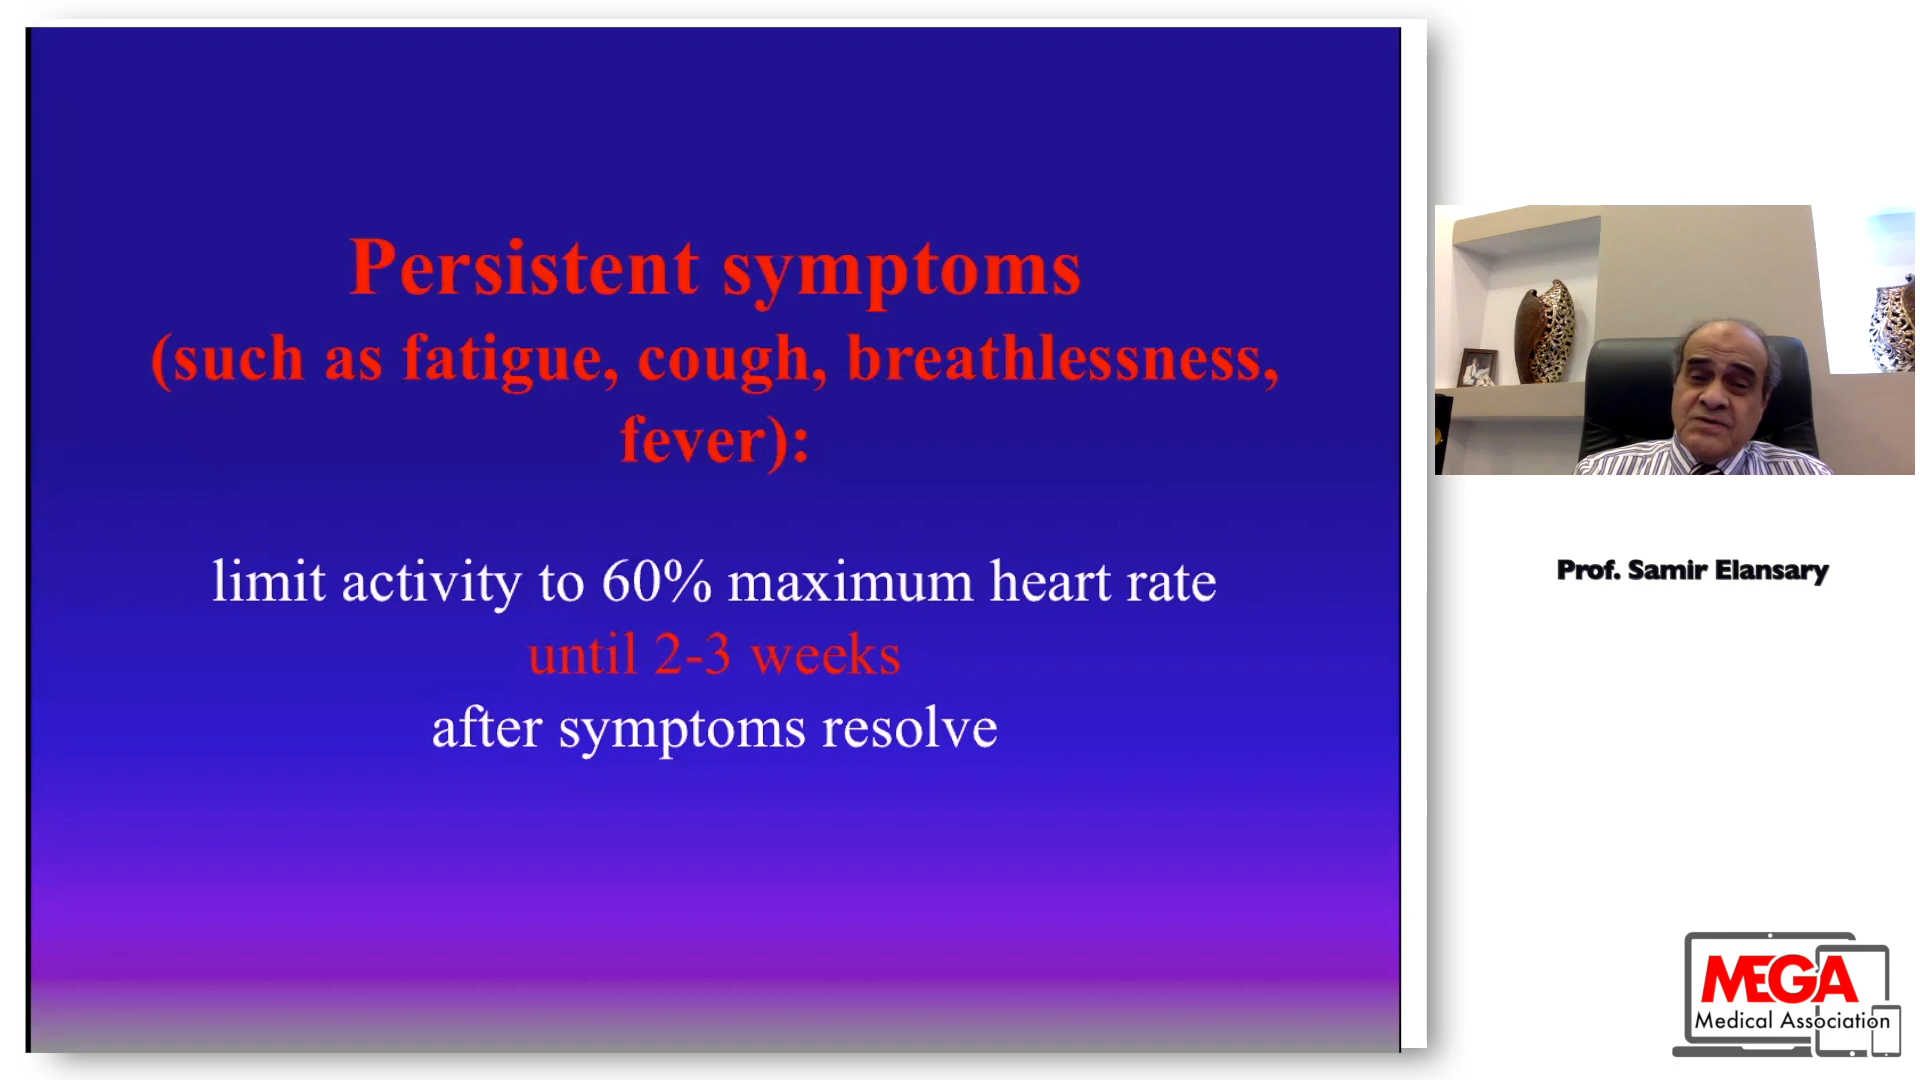 Persistent symptoms
(such as fatigue, cough, breathlessness,
fever):
limit activity to 60% maximum heart rate
until 2-3 weeks
after symptoms resolve
Prof. Samir Elansary
MEGA
Medical Association